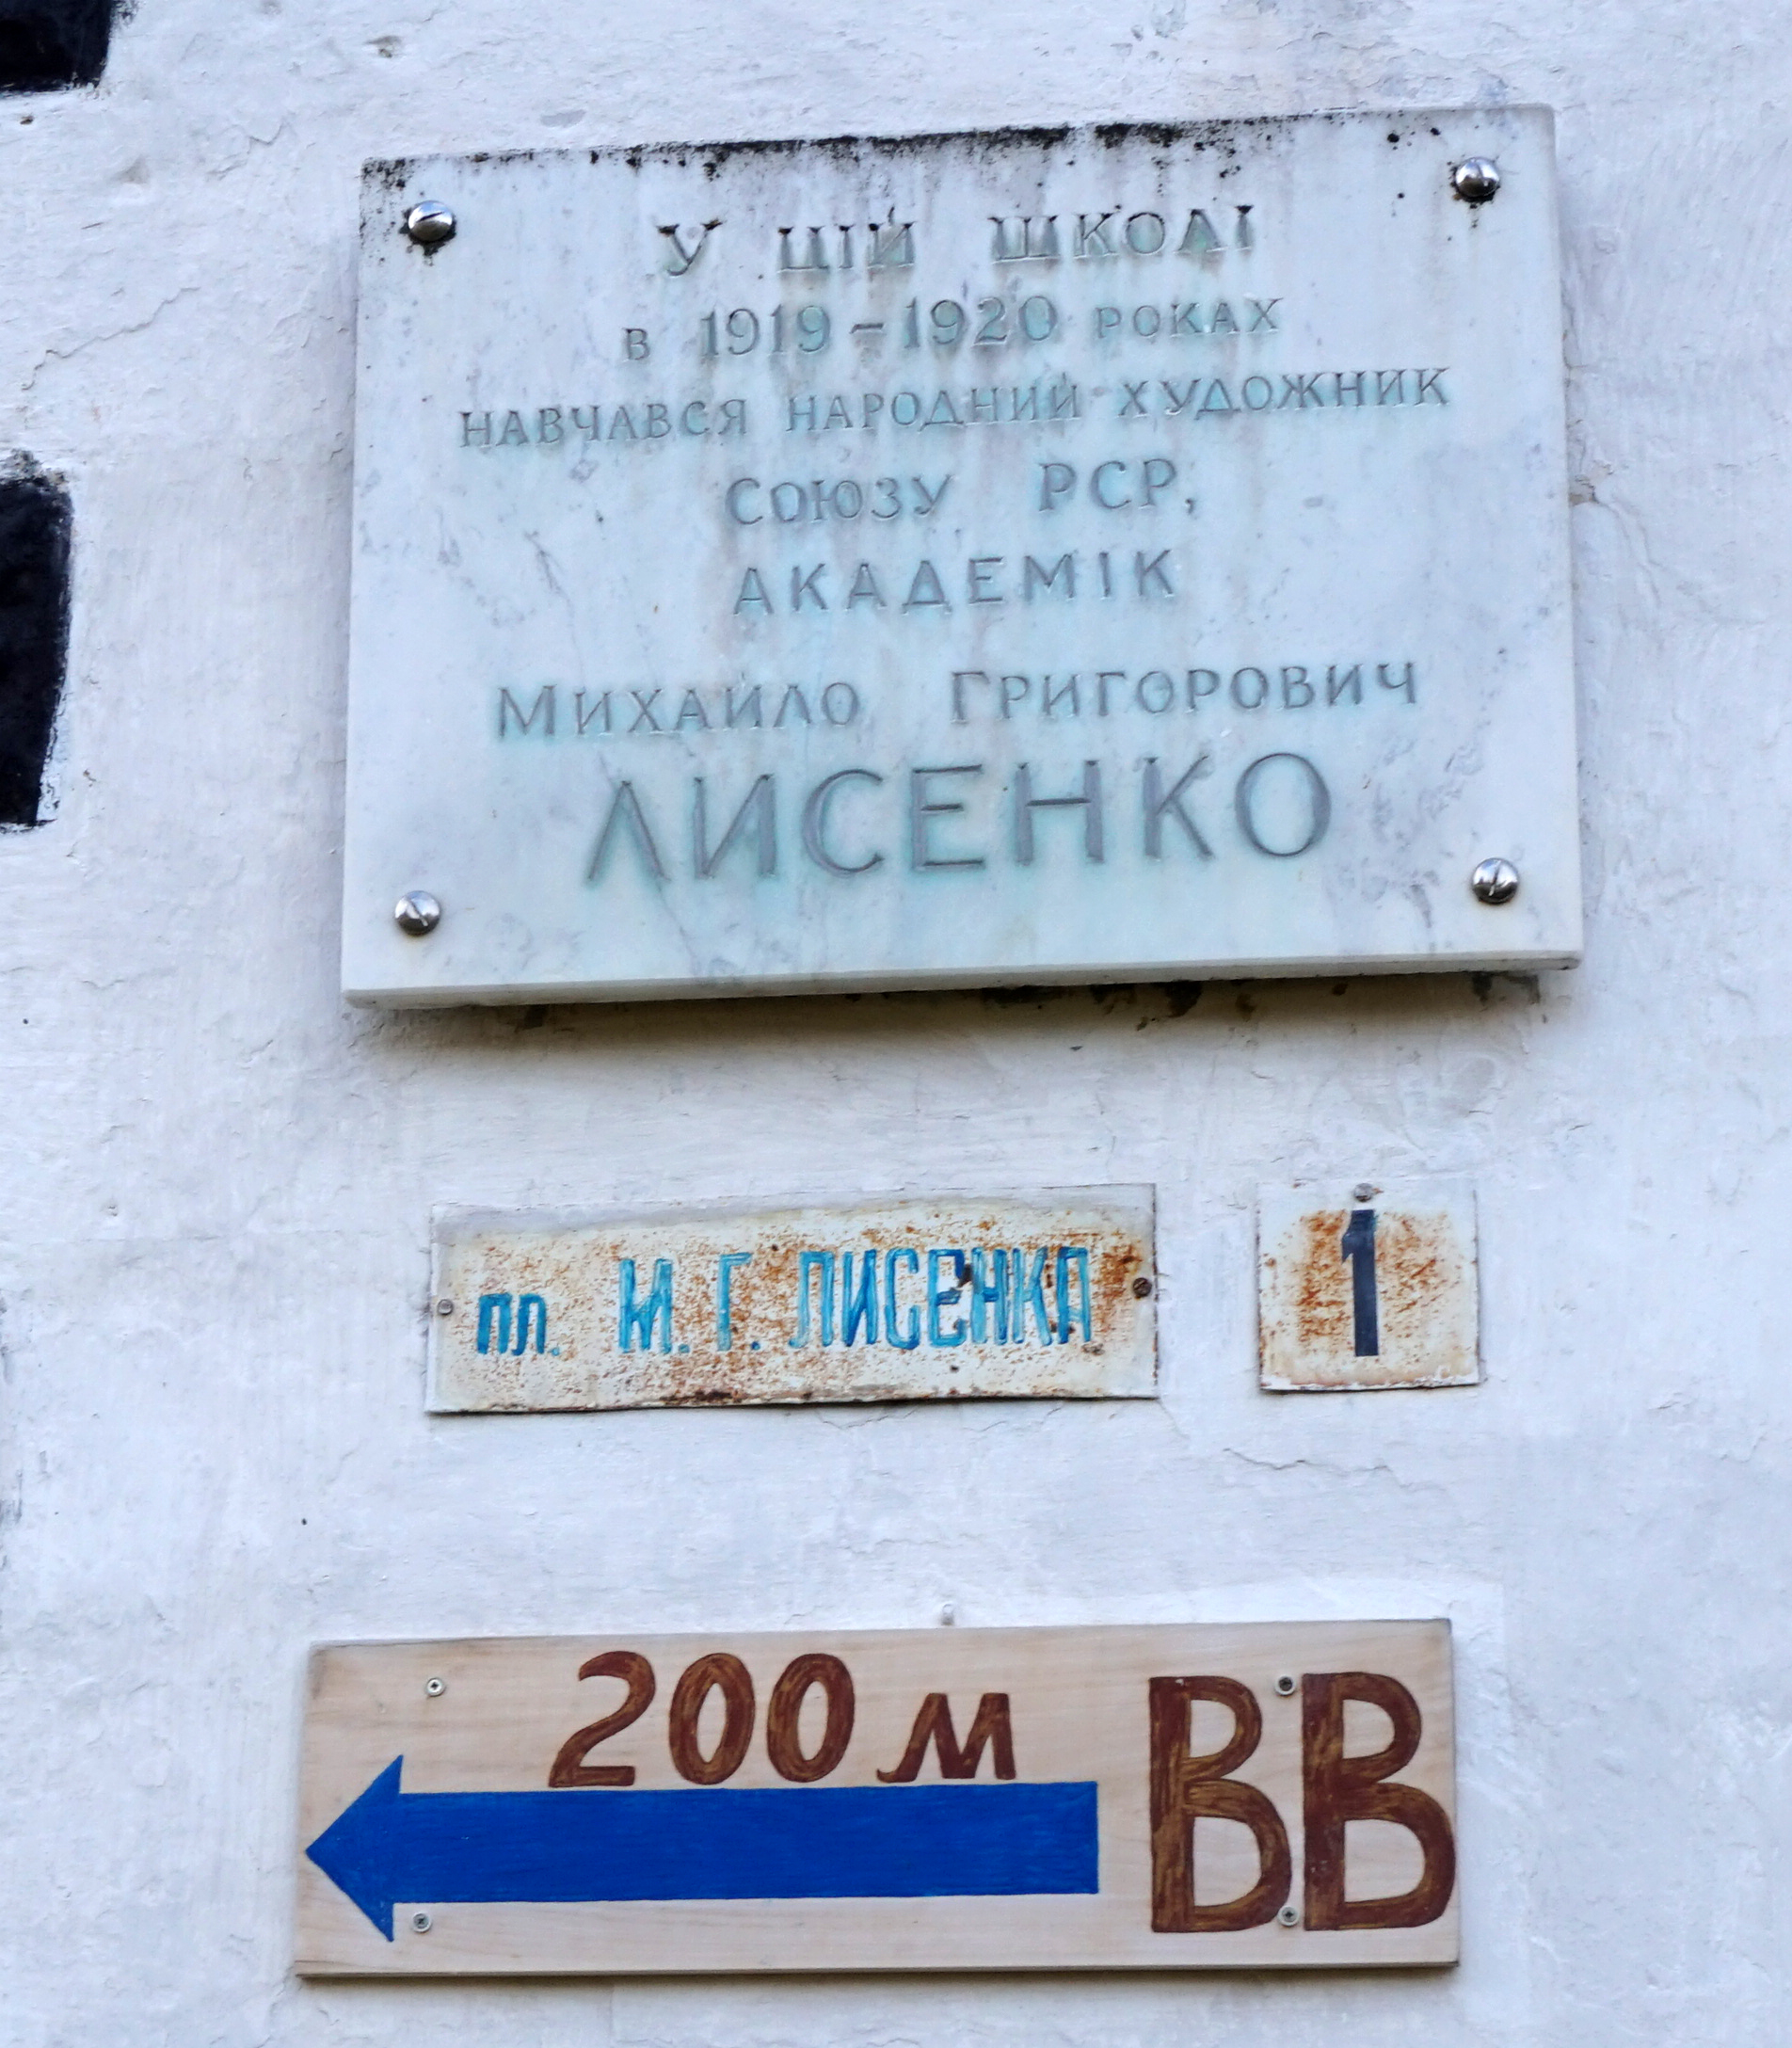 У ЦІЙ ШКОЛІ
В 1919-1920 РОКАХ
НАВЧАВСЯ НАРОДНИЙ ХУДОЖНИК
СОЮЗУ РСР,
АКАДЕМІК
МИХАЙЛО ГРИГОРОВИЧ
ЛИСЕНКО
пл. М. Г. ЛИСЕНКА
1
200 м
ВВ